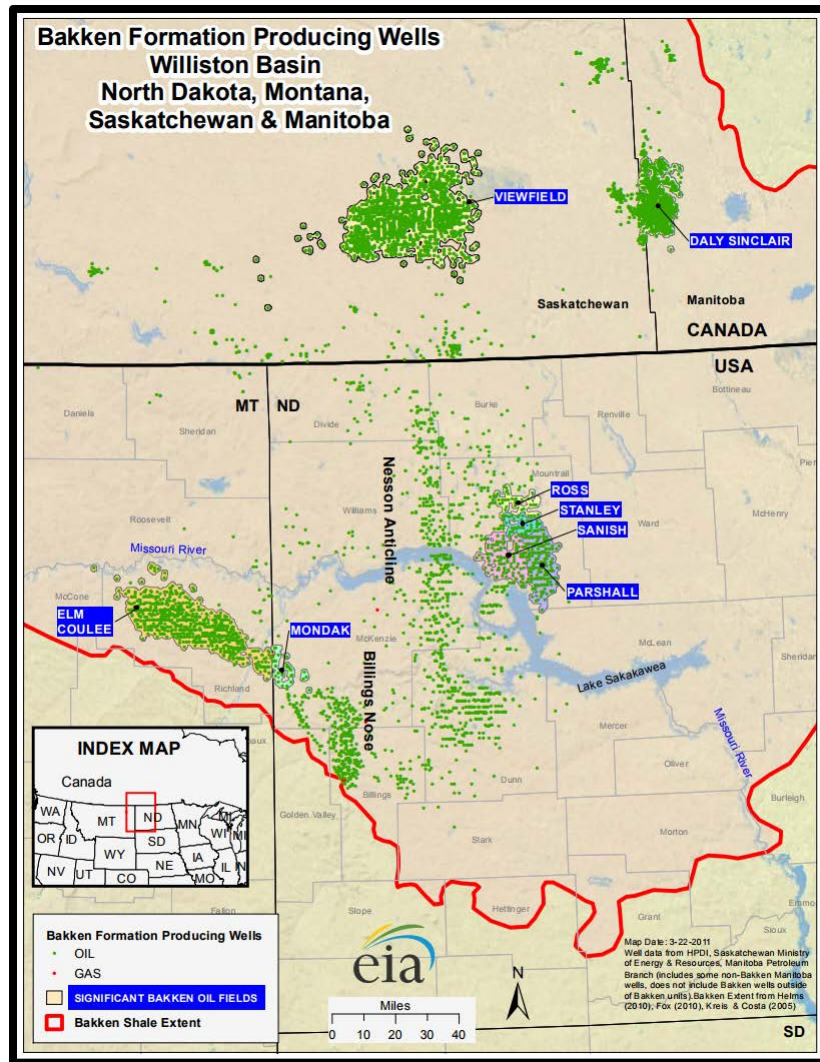 Bakken Formation Producing Wells
Williston Basin
North Dakota, Montana,
Saskatchewan & Manitoba
VIEWFIELD
DALY SINCLAIR
Saskatchewan
Manitoba
CANADA
USA
MT
ND
Daniels
Sheridan
Divide
Burke
Renville
Bottineau
Nesson Anticline
Mountrail
ROSS
STANLEY
SANISH
Roosevelt
Williams
Ward
McHenry
Missouri River
PARSHALL
McCone
ELM
COULEE
MONDAK
McKenzie
McLean
Sheridan
Billings Nose
Lake Sakakawea
Richland
Mercer
Missouri River
Oliver
Dunn
Billings
Golden Valley
Burleigh
Stark
Morton
INDEX MAP
Canada
WA
MT
ND
MN
OR
ID
SD
WI
MI
WY
NV
UT
CO
NE
IA
IL
IN
MO
Fallon
Slope
Hettinger
Grant
Sioux
Emmo
Bakken Formation Producing Wells
OIL
GAS
SIGNIFICANT BAKKEN OIL FIELDS
Bakken Shale Extent
eia
Miles
0 10 20 30 40
N
Map Date: 3-22-2011
Well data from HPDI, Saskatchewan Ministry
of Energy & Resources, Manitoba Petroleum
Branch (includes some non-Bakken Manitoba
wells, does not include Bakken wells outside
of Bakken units).Bakken Extent from Helms
(2010), Fox (2010), Kreis & Costa (2005)
SD